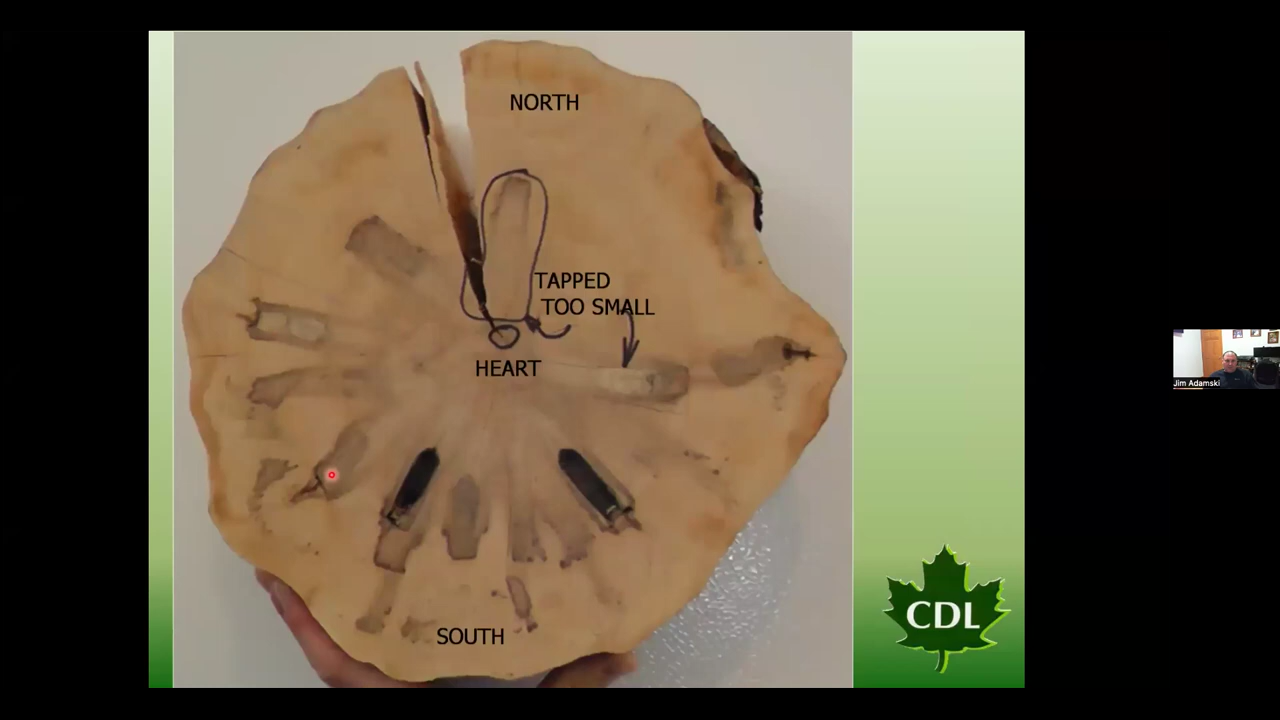 NORTH
TAPPED
TOO SMALL
HEART
SOUTH
CDL
Jim Adamski